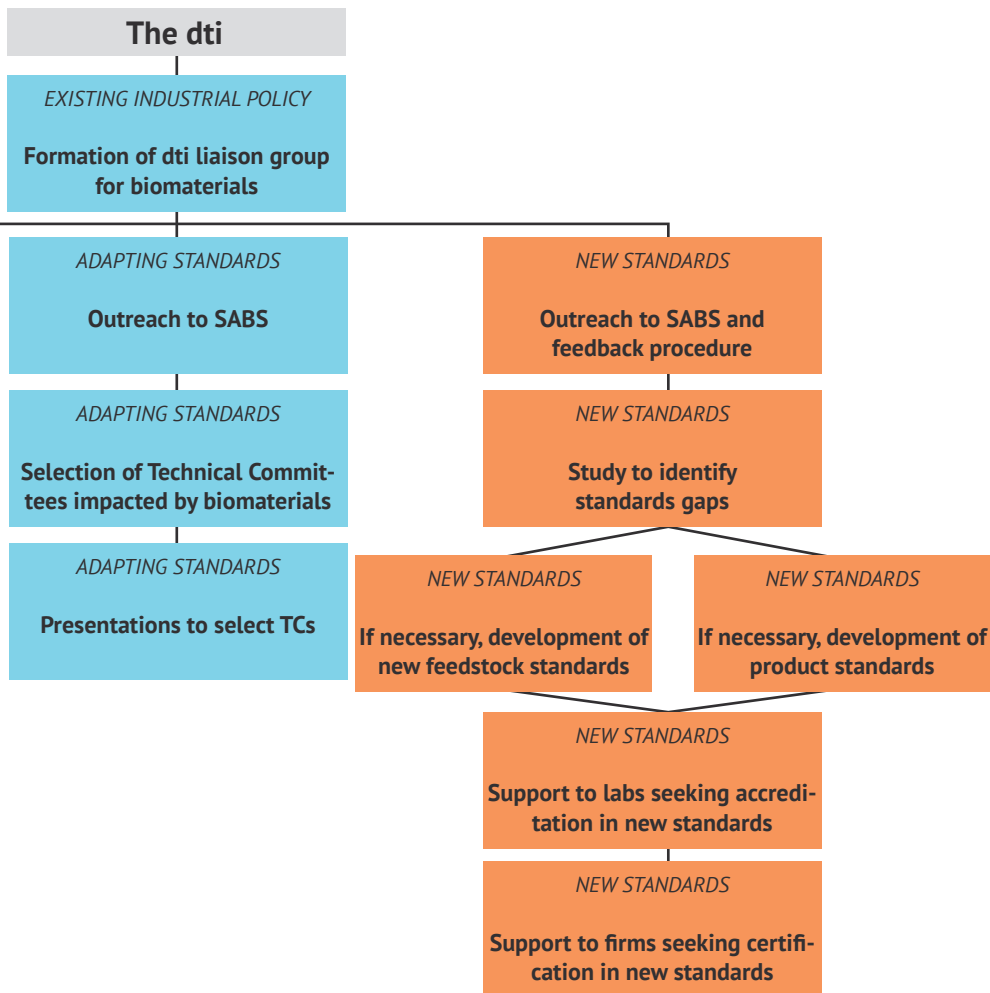 The dti
EXISTING INDUSTRIAL POLICY
Formation of dti liaison group
for biomaterials
ADAPTING STANDARDS
Outreach to SABS
ADAPTING STANDARDS
Selection of Technical Commit-
tees impacted by biomaterials
ADAPTING STANDARDS
Presentations to select TCs
NEW STANDARDS
Outreach to SABS and
feedback procedure
NEW STANDARDS
Study to identify
standards gaps
NEW STANDARDS
If necessary, development of
new feedstock standards
NEW STANDARDS
If necessary, development of
product standards
NEW STANDARDS
Support to labs seeking accredi-
tation in new standards
NEW STANDARDS
Support to firms seeking certifi-
cation in new standards